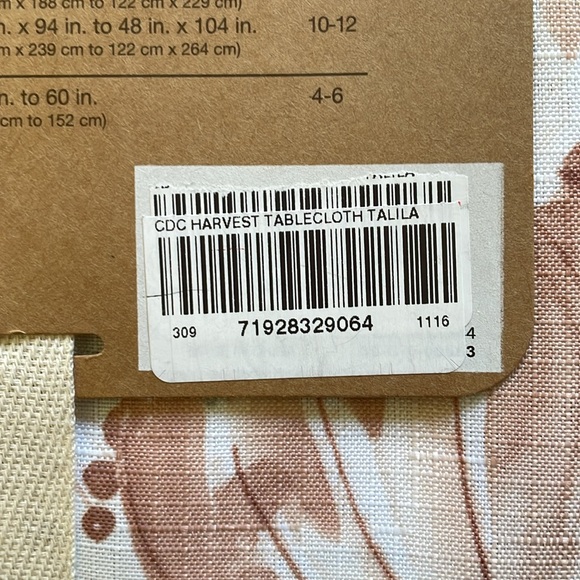 m x 188 cm to 122 cm x 229 cm)
n. x 94 in. to 48 in. x 104 in. 10-12
m x 239 cm to 122 cm x 264 cm)
n. to 60 in. 4-6
cm to 152 cm)
TALILA
CDC HARVEST TABLECLOTH TALILA
309 71928329064 1116
4
3